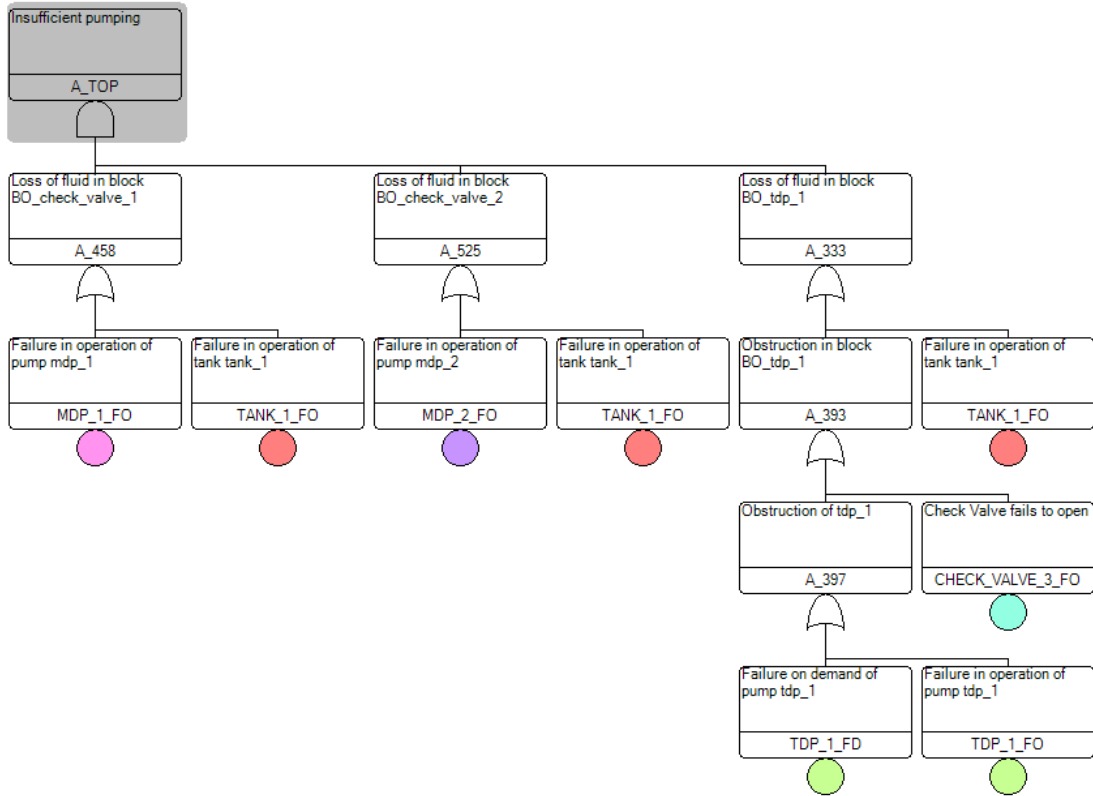 Insufficient pumping
A_TOP
Loss of fluid in block
BO_check_valve_1
A_458
Loss of fluid in block
BO_check_valve_2
A_525
Loss of fluid in block
BO_tdp_1
A_333
Failure in operation of
pump mdp_1
MDP_1_FO
Failure in operation of
tank tank_1
TANK_1_FO
Failure in operation of
pump mdp_2
MDP_2_FO
Failure in operation of
tank tank_1
TANK_1_FO
Obstruction in block
BO_tdp_1
A_393
Failure in operation of
tank tank_1
TANK_1_FO
Obstruction of tdp_1
A_397
Check Valve fails to open
CHECK_VALVE_3_FO
Failure on demand of
pump tdp_1
TDP_1_FD
Failure in operation of
pump tdp_1
TDP_1_FO